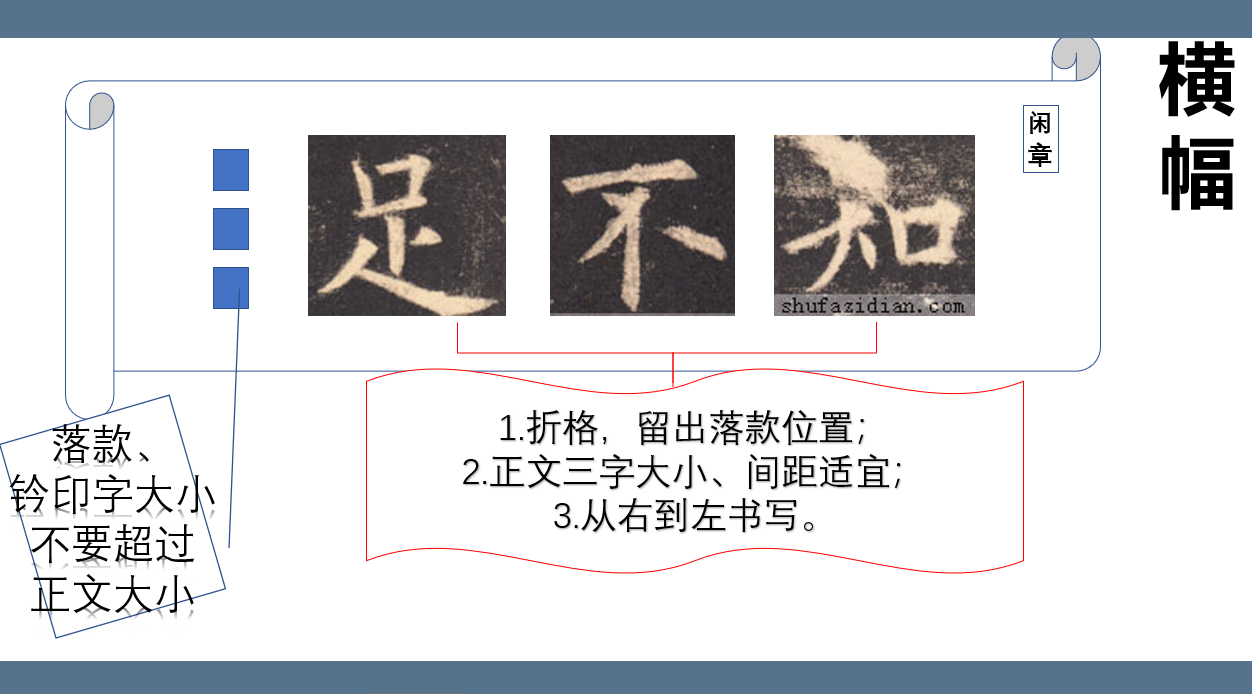 横
幅
闲
章
足不知
shufazidian.com
1.折格，留出落款位置；
2.正文三字大小、间距适宜；
3.从右到左书写。
落款、
钤印字大小
不要超过
正文大小